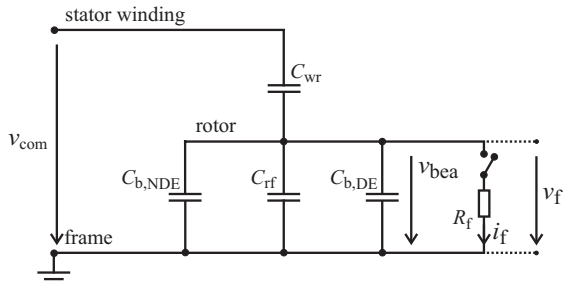 stator winding
C_wr
rotor
v_com
C_b,NDE
C_rf
C_b,DE
v_bea
v_f
R_f
i_f
frame